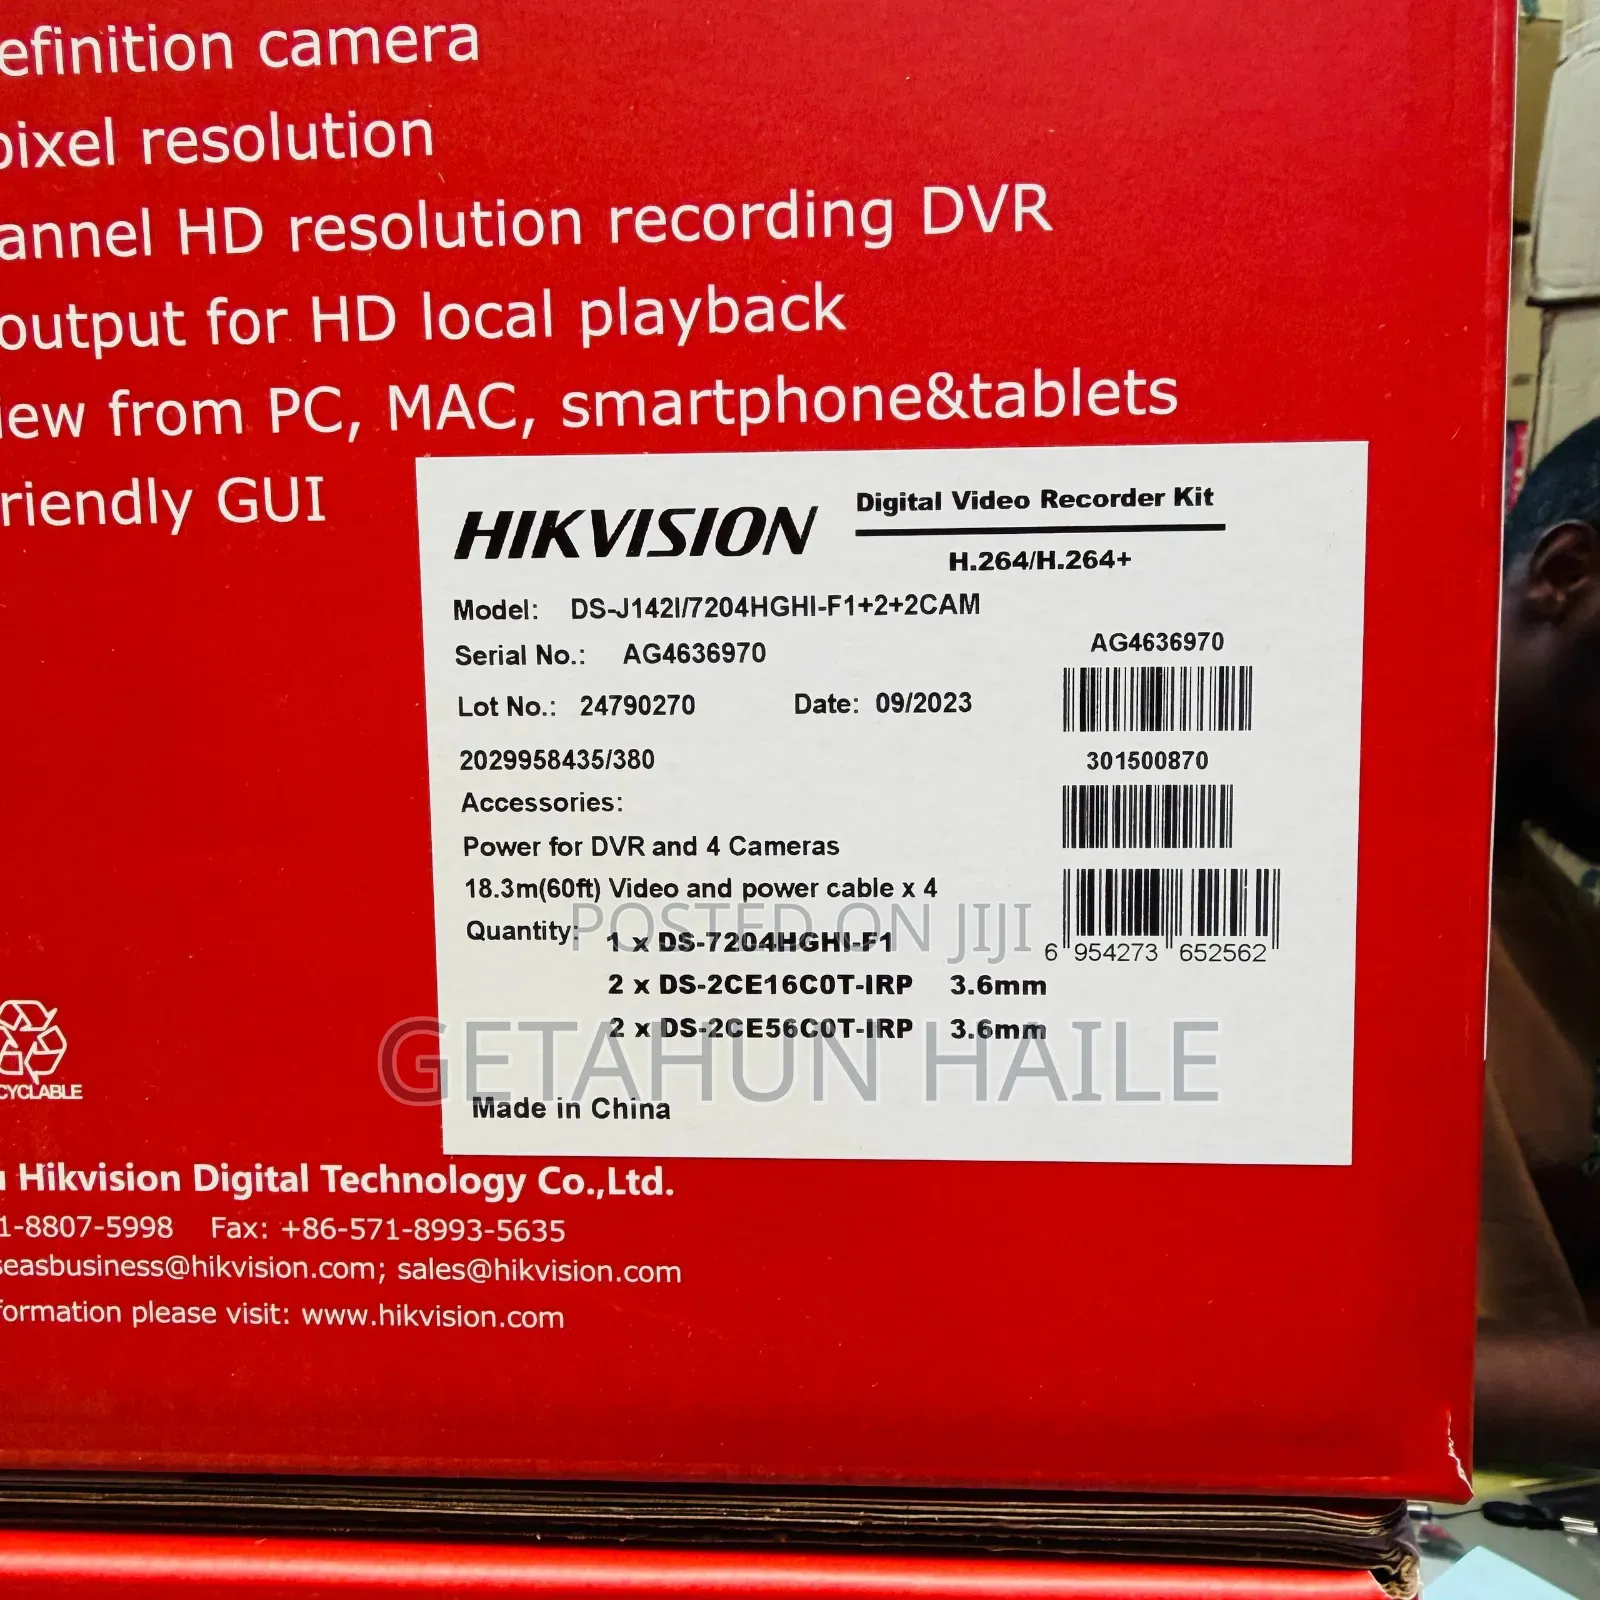 efinition camera
pixel resolution
annel HD resolution recording DVR
output for HD local playback
iew from PC, MAC, smartphone&tablets
riendly GUI
HIKVISION Digital Video Recorder Kit
H.264/H.264+
Model: DS-J142I/7204HGHI-F1+2+2CAM
Serial No.: AG4636970
AG4636970
Lot No.: 24790270 Date: 09/2023
2029958435/380
301500870
Accessories:
Power for DVR and 4 Cameras
18.3m(60ft) Video and power cable x 4
POSTED ON JIJI
Quantity: 1 x DS-7204HGHI-F1
6 954273 652562
2 x DS-2CE16C0T-IRP 3.6mm
2 x DS-2CE56C0T-IRP 3.6mm
GETAHUN HAILE
Made in China
CYCLABLE
u Hikvision Digital Technology Co.,Ltd.
1-8807-5998 Fax: +86-571-8993-5635
seasbusiness@hikvision.com; sales@hikvision.com
formation please visit: www.hikvision.com